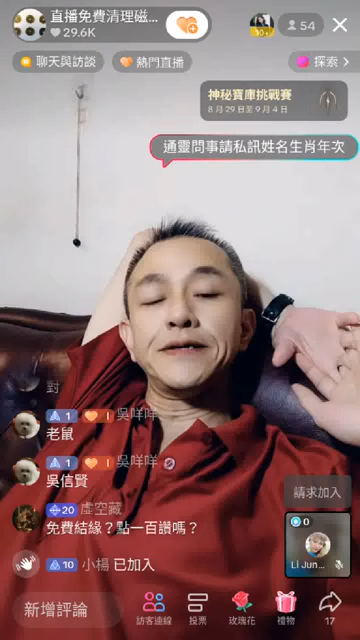 直播免費清理磁...
29.6K
30+
54
聊天與訪談
熱門直播
探索 >
神秘寶庫挑戰賽
8月29日至9月4日
通靈問事請私訊姓名生肖年次
對
1 I 吳咩咩
老鼠
1 I 吳咩咩
吳信賢
20 虛空藏
免費結緣？點一百讚嗎？
10 小楊 已加入
請求加入
0
Li Jun...
新增評論
訪客連線
投票
玫瑰花
禮物
17